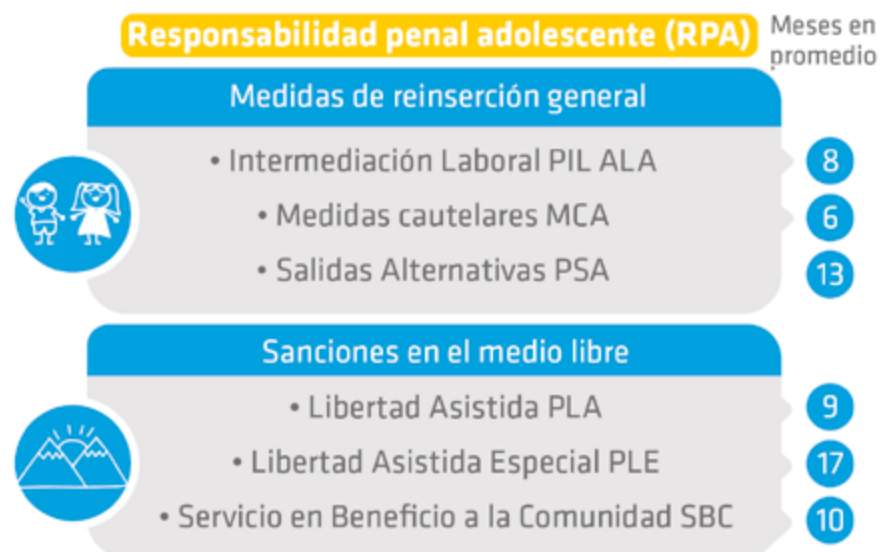 Responsabilidad penal adolescente (RPA)
Meses en
promedio
Medidas de reinserción general
• Intermediación Laboral PIL ALA 8
• Medidas cautelares MCA 6
• Salidas Alternativas PSA 13
Sanciones en el medio libre
• Libertad Asistida PLA 9
• Libertad Asistida Especial PLE 17
• Servicio en Beneficio a la Comunidad SBC 10